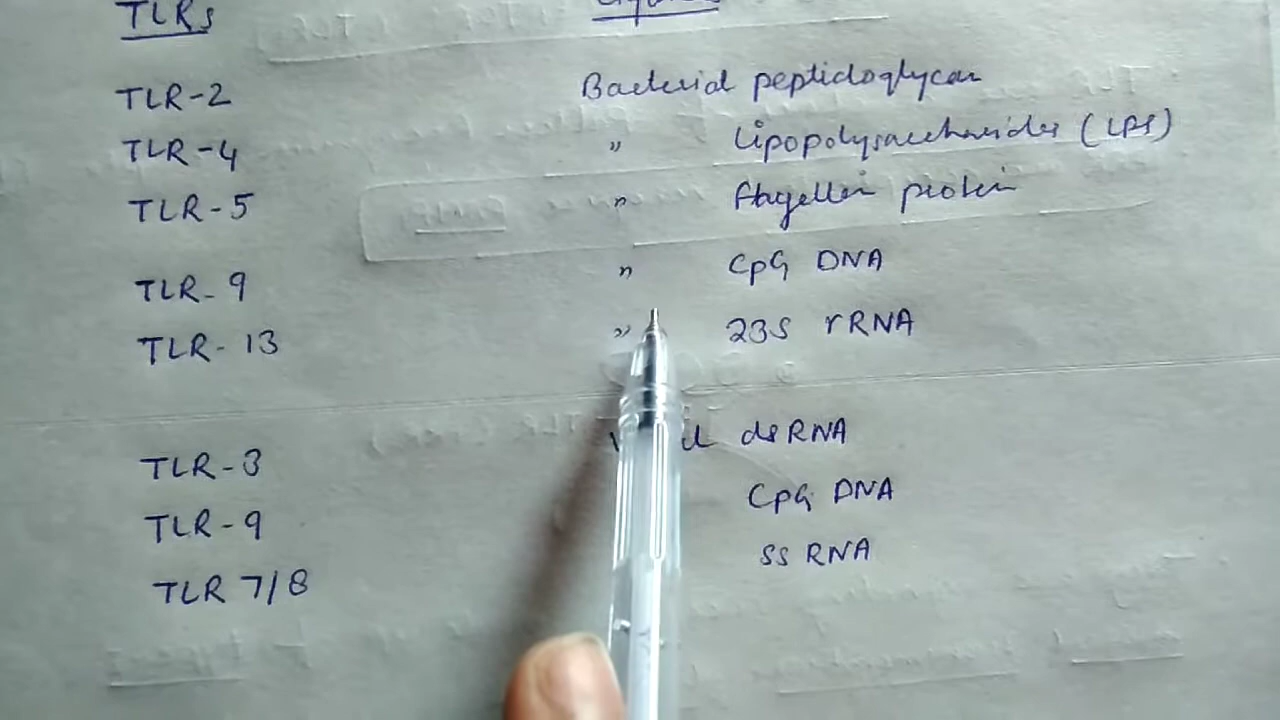 TLRs
TLR-2 Bacterial peptidoglycan
TLR-4 " Lipopolysaccharides (LPS)
TLR-5 " flagellin protein
TLR-9 " CpG DNA
TLR-13 " 23S rRNA
TLR-3 dsRNA
TLR-9 CpG DNA
TLR 7/8 ss RNA